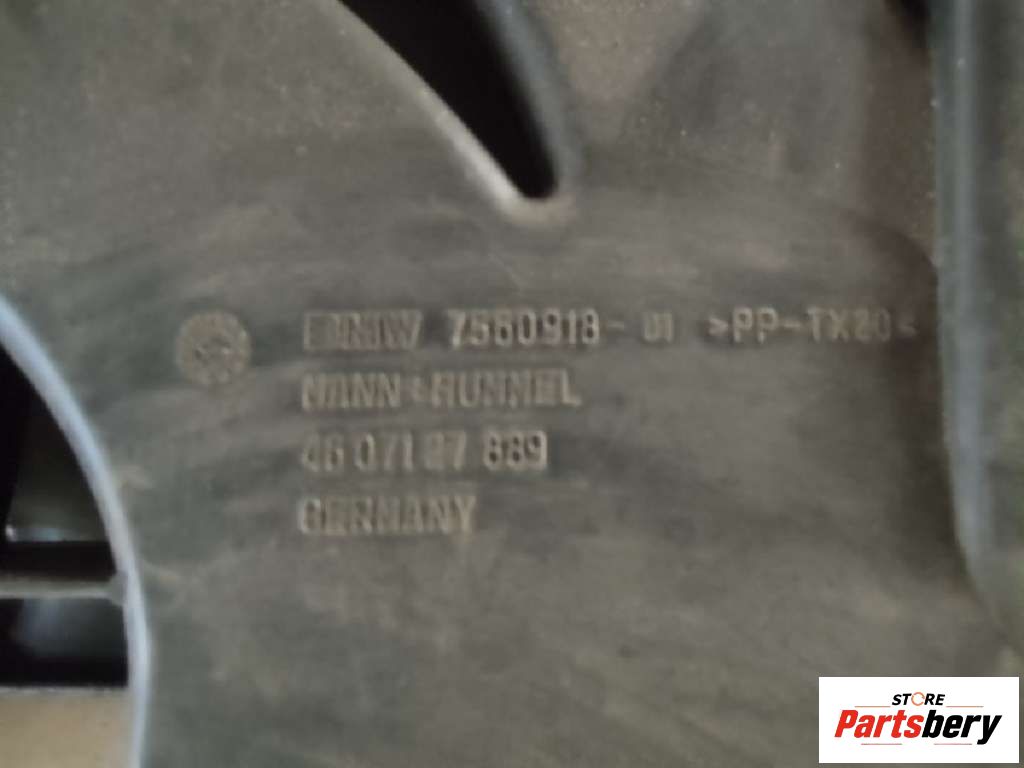 BMW 7560918-01 >PP-TX20<
MANN+HUMMEL
46 071 27 889
GERMANY
STORE
Partsbery